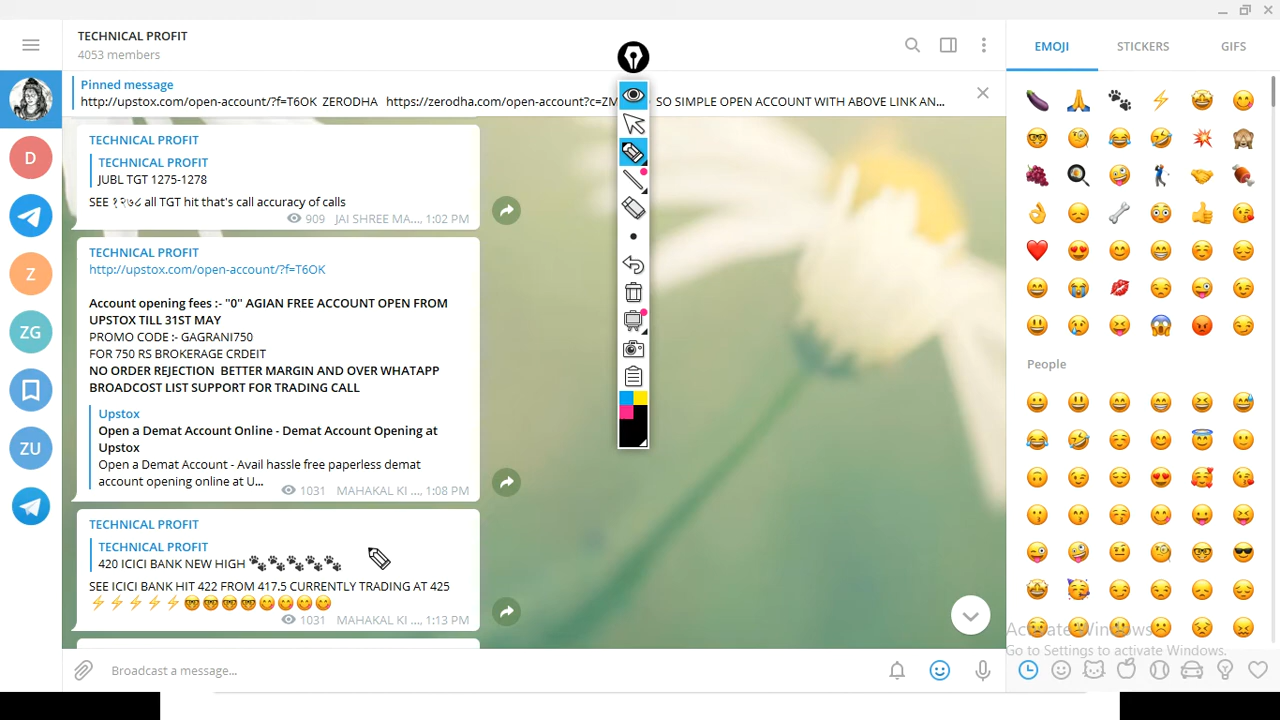 TECHNICAL PROFIT
4053 members
EMOJI
STICKERS
GIFS
Pinned message
http://upstox.com/open-account/?f=T6OK ZERODHA https://zerodha.com/open-account?c=ZM SO SIMPLE OPEN ACCOUNT WITH ABOVE LINK AN...
TECHNICAL PROFIT
TECHNICAL PROFIT
JUBL TGT 1275-1278
SEE all TGT hit that's call accuracy of calls
909 JAI SHREE MA..., 1:02 PM
TECHNICAL PROFIT
http://upstox.com/open-account/?f=T6OK
Account opening fees :- "0" AGIAN FREE ACCOUNT OPEN FROM
UPSTOX TILL 31ST MAY
PROMO CODE :- GAGRANI750
FOR 750 RS BROKERAGE CRDEIT
NO ORDER REJECTION BETTER MARGIN AND OVER WHATAPP
BROADCOST LIST SUPPORT FOR TRADING CALL
Upstox
Open a Demat Account Online - Demat Account Opening at
Upstox
Open a Demat Account - Avail hassle free paperless demat
account opening online at U...
1031 MAHAKAL KI ..., 1:08 PM
TECHNICAL PROFIT
TECHNICAL PROFIT
420 ICICI BANK NEW HIGH 🐾🐾🐾🐾🐾
SEE ICICI BANK HIT 422 FROM 417.5 CURRENTLY TRADING AT 425
⚡⚡⚡⚡⚡🤓🤓🤓🤓😋😋😋😋
1031 MAHAKAL KI ..., 1:13 PM
Broadcast a message...
D
Z
ZG
ZU
People
Activate Windows
Go to Settings to activate Windows.